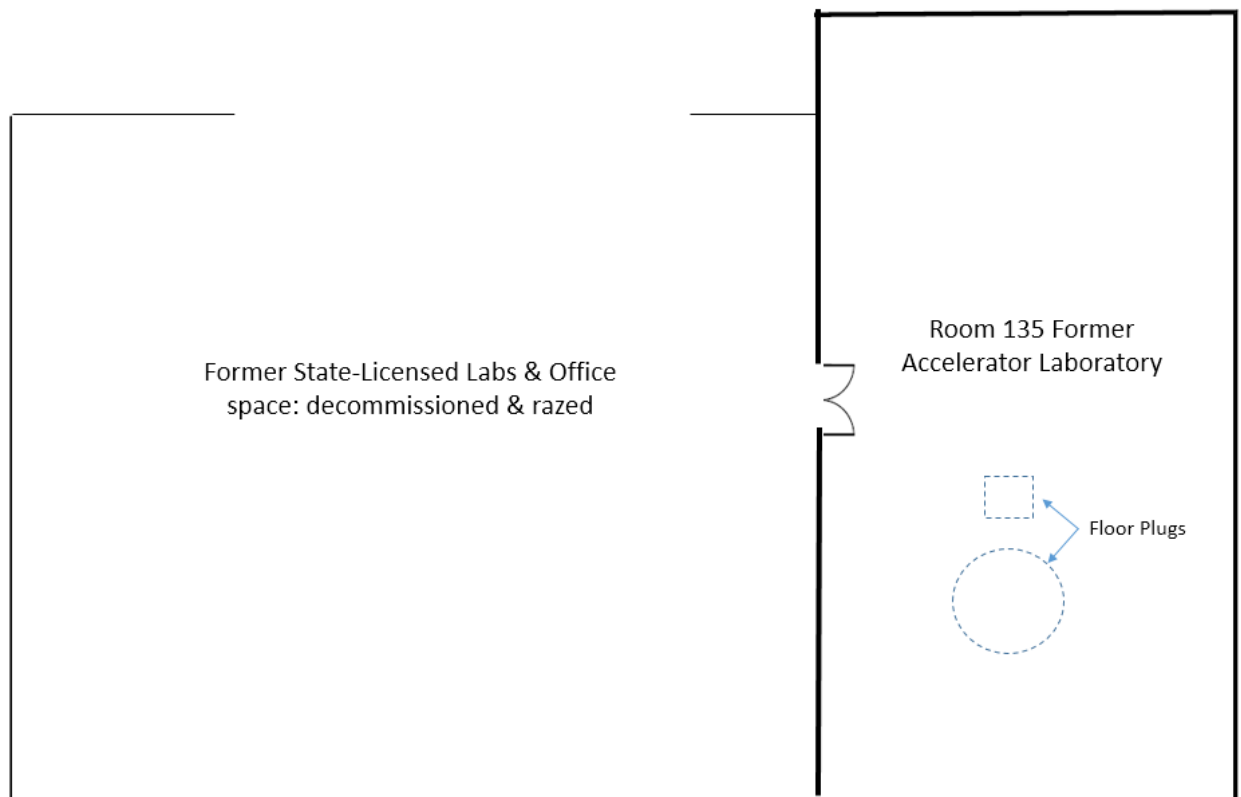 Former State-Licensed Labs & Office
space: decommissioned & razed
Room 135 Former
Accelerator Laboratory
Floor Plugs